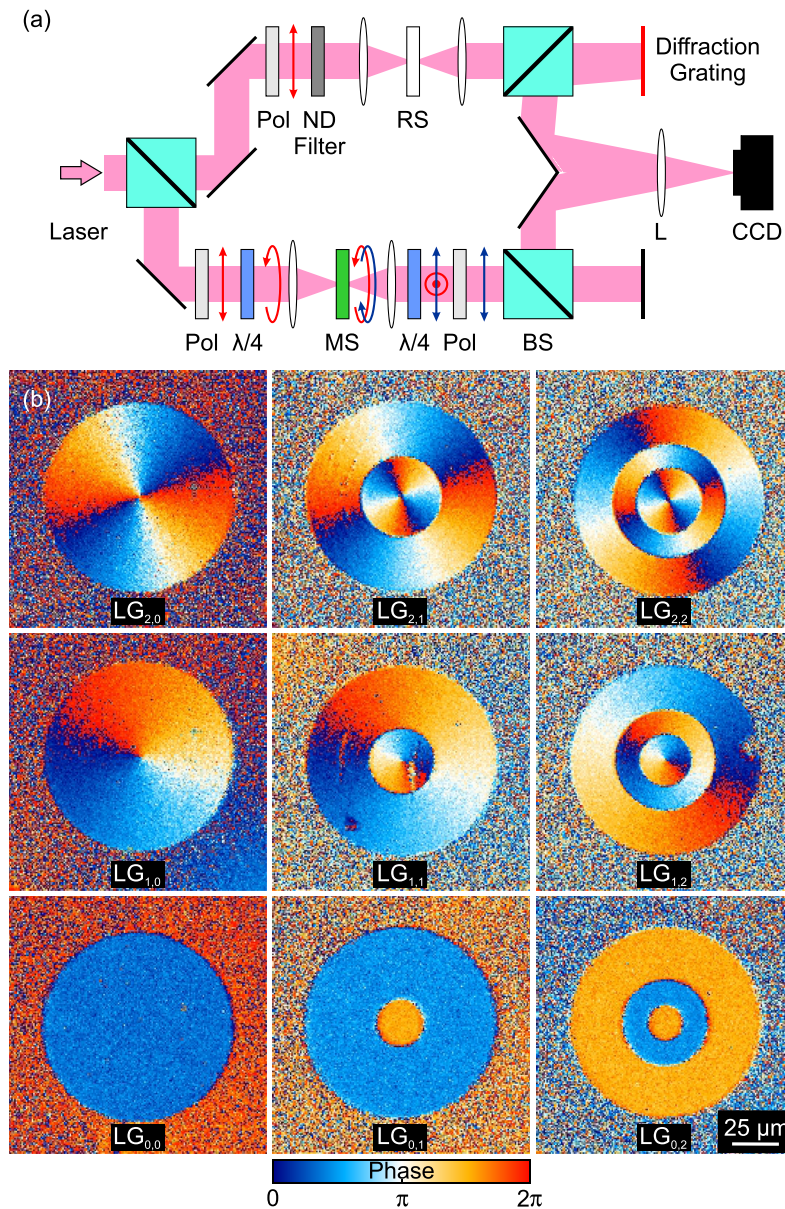 (a)
Pol
ND
Filter
RS
Diffraction
Grating
Laser
L
CCD
Pol
λ/4
MS
λ/4
Pol
BS
(b)
LG2,0
LG2,1
LG2,2
LG1,0
LG1,1
LG1,2
LG0,0
LG0,1
LG0,2
25 μm
Phase
0
π
2π